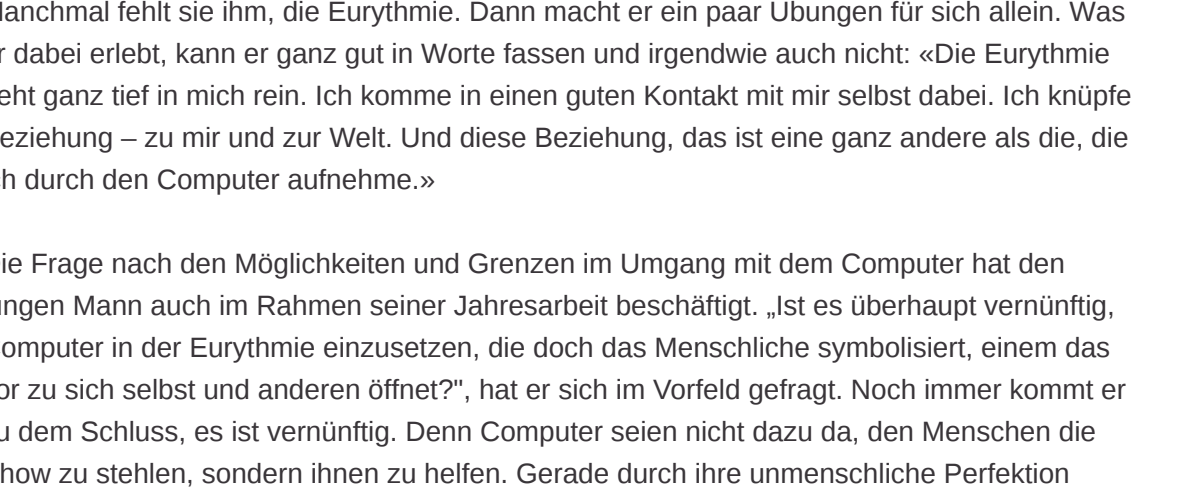 Manchmal fehlt sie ihm, die Eurythmie. Dann macht er ein paar Übungen für sich allein. Was
r dabei erlebt, kann er ganz gut in Worte fassen und irgendwie auch nicht: «Die Eurythmie
eht ganz tief in mich rein. Ich komme in einen guten Kontakt mit mir selbst dabei. Ich knüpfe
eziehung – zu mir und zur Welt. Und diese Beziehung, das ist eine ganz andere als die, die
ch durch den Computer aufnehme.»
ie Frage nach den Möglichkeiten und Grenzen im Umgang mit dem Computer hat den
ungen Mann auch im Rahmen seiner Jahresarbeit beschäftigt. „Ist es überhaupt vernünftig,
omputer in der Eurythmie einzusetzen, die doch das Menschliche symbolisiert, einem das
or zu sich selbst und anderen öffnet?", hat er sich im Vorfeld gefragt. Noch immer kommt er
u dem Schluss, es ist vernünftig. Denn Computer seien nicht dazu da, den Menschen die
how zu stehlen, sondern ihnen zu helfen. Gerade durch ihre unmenschliche Perfektion